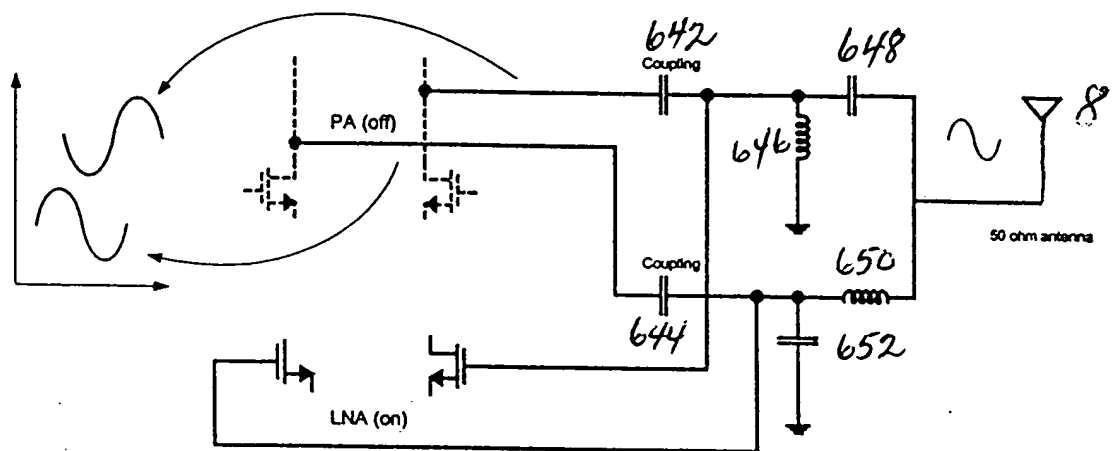 642
648
Coupling
PA (off)
646
8
50 ohm antenna
Coupling
650
644
652
LNA (on)